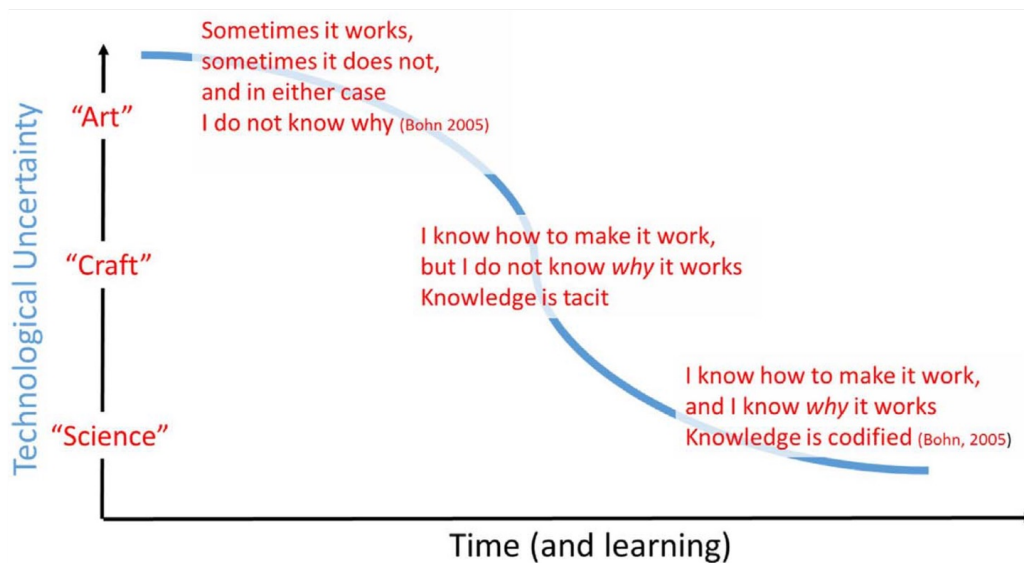 Sometimes it works,
sometimes it does not,
and in either case
I do not know why (Bohn 2005)
Technological Uncertainty
“Art”
“Craft”
“Science”
I know how to make it work,
but I do not know why it works
Knowledge is tacit
I know how to make it work,
and I know why it works
Knowledge is codified (Bohn, 2005)
Time (and learning)